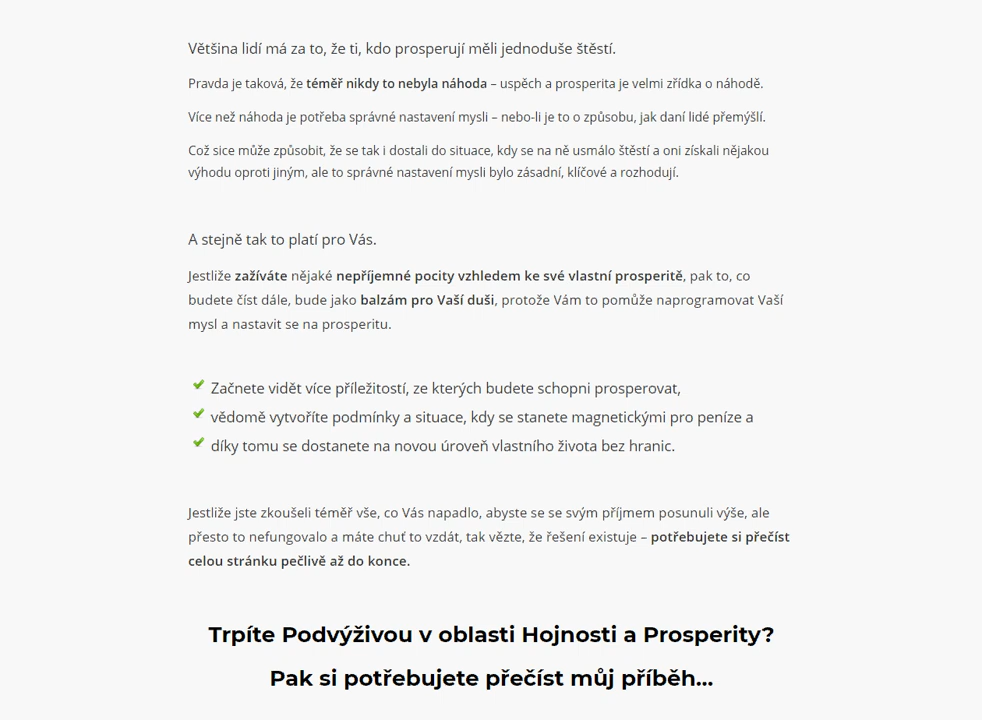 Většina lidí má za to, že ti, kdo prosperují měli jednoduše štěstí.
Pravda je taková, že téměř nikdy to nebyla náhoda – uspěch a prosperita je velmi zřídka o náhodě.
Více než náhoda je potřeba správné nastavení mysli – nebo-li je to o způsobu, jak daní lidé přemýšlí.
Což sice může způsobit, že se tak i dostali do situace, kdy se na ně usmálo štěstí a oni získali nějakou
výhodu oproti jiným, ale to správné nastavení mysli bylo zásadní, klíčové a rozhodují.
A stejně tak to platí pro Vás.
Jestliže zažíváte nějaké nepříjemné pocity vzhledem ke své vlastní prosperitě, pak to, co
budete číst dále, bude jako balzám pro Vaší duši, protože Vám to pomůže naprogramovat Vaší
mysl a nastavit se na prosperitu.
Začnete vidět více příležitostí, ze kterých budete schopni prosperovat,
vědomě vytvoříte podmínky a situace, kdy se stanete magnetickými pro peníze a
díky tomu se dostanete na novou úroveň vlastního života bez hranic.
Jestliže jste zkoušeli téměř vše, co Vás napadlo, abyste se se svým příjmem posunuli výše, ale
přesto to nefungovalo a máte chuť to vzdát, tak vězte, že řešení existuje – potřebujete si přečíst
celou stránku pečlivě až do konce.
Trpíte Podvýživou v oblasti Hojnosti a Prosperity?
Pak si potřebujete přečíst můj příběh...